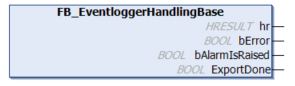 FB_EventloggerHandlingBase
HRESULT hr
BOOL bError
BOOL bAlarmIsRaised
BOOL ExportDone